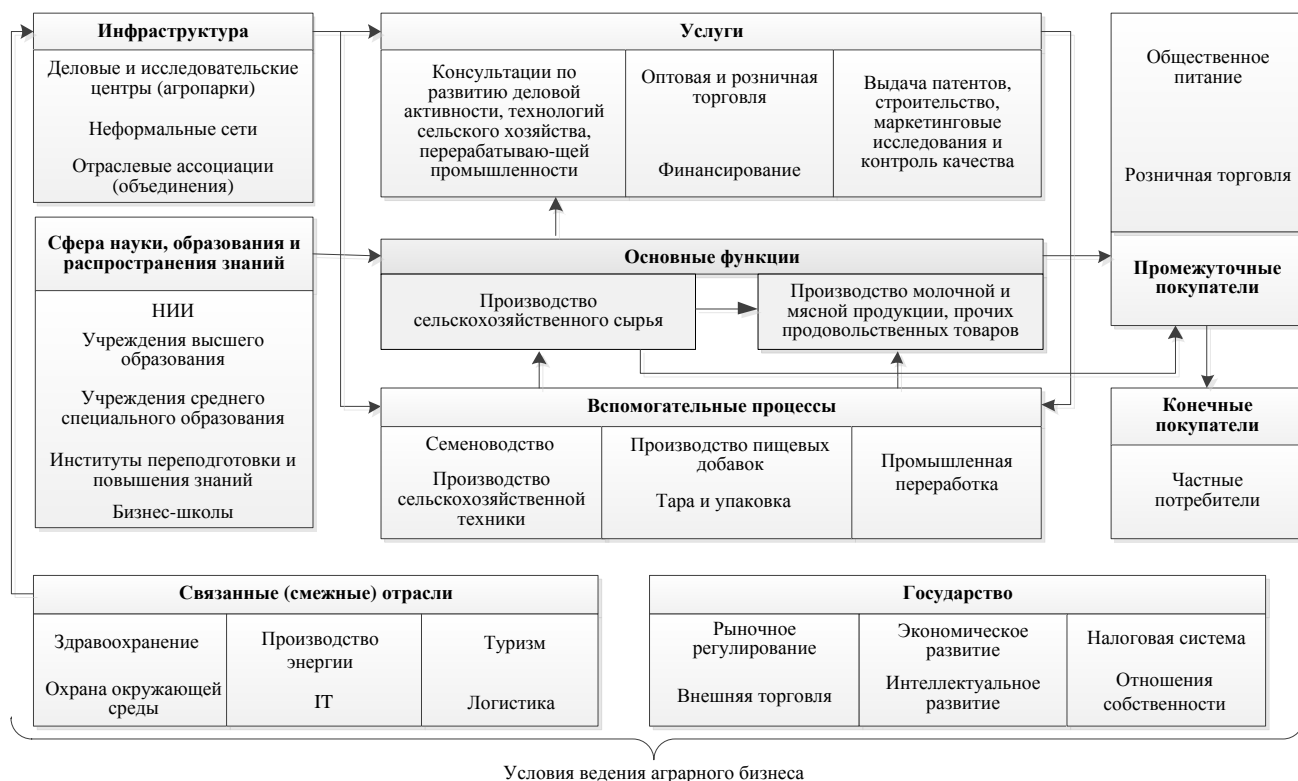 Инфраструктура
Деловые и исследовательские
центры (агропарки)
Неформальные сети
Отраслевые ассоциации
(объединения)
Услуги
Консультации по
развитию деловой
активности, технологий
сельского хозяйства,
перерабатываю-щей
промышленности
Оптовая и розничная
торговля
Финансирование
Выдача патентов,
строительство,
маркетинговые
исследования и
контроль качества
Общественное
питание
Розничная торговля
Промежуточные
покупатели
Сфера науки, образования и
распространения знаний
НИИ
Учреждения высшего
образования
Учреждения среднего
специального образования
Институты переподготовки и
повышения знаний
Бизнес-школы
Основные функции
Производство
сельскохозяйственного сырья
Производство молочной и
мясной продукции, прочих
продовольственных товаров
Вспомогательные процессы
Семеноводство
Производство
сельскохозяйственной
техники
Производство пищевых
добавок
Тара и упаковка
Промышленная
переработка
Конечные
покупатели
Частные
потребители
Связанные (смежные) отрасли
Здравоохранение
Охрана окружающей
среды
Производство
энергии
IT
Туризм
Логистика
Государство
Рыночное
регулирование
Внешняя торговля
Экономическое
развитие
Интеллектуальное
развитие
Налоговая система
Отношения
собственности
Условия ведения аграрного бизнеса